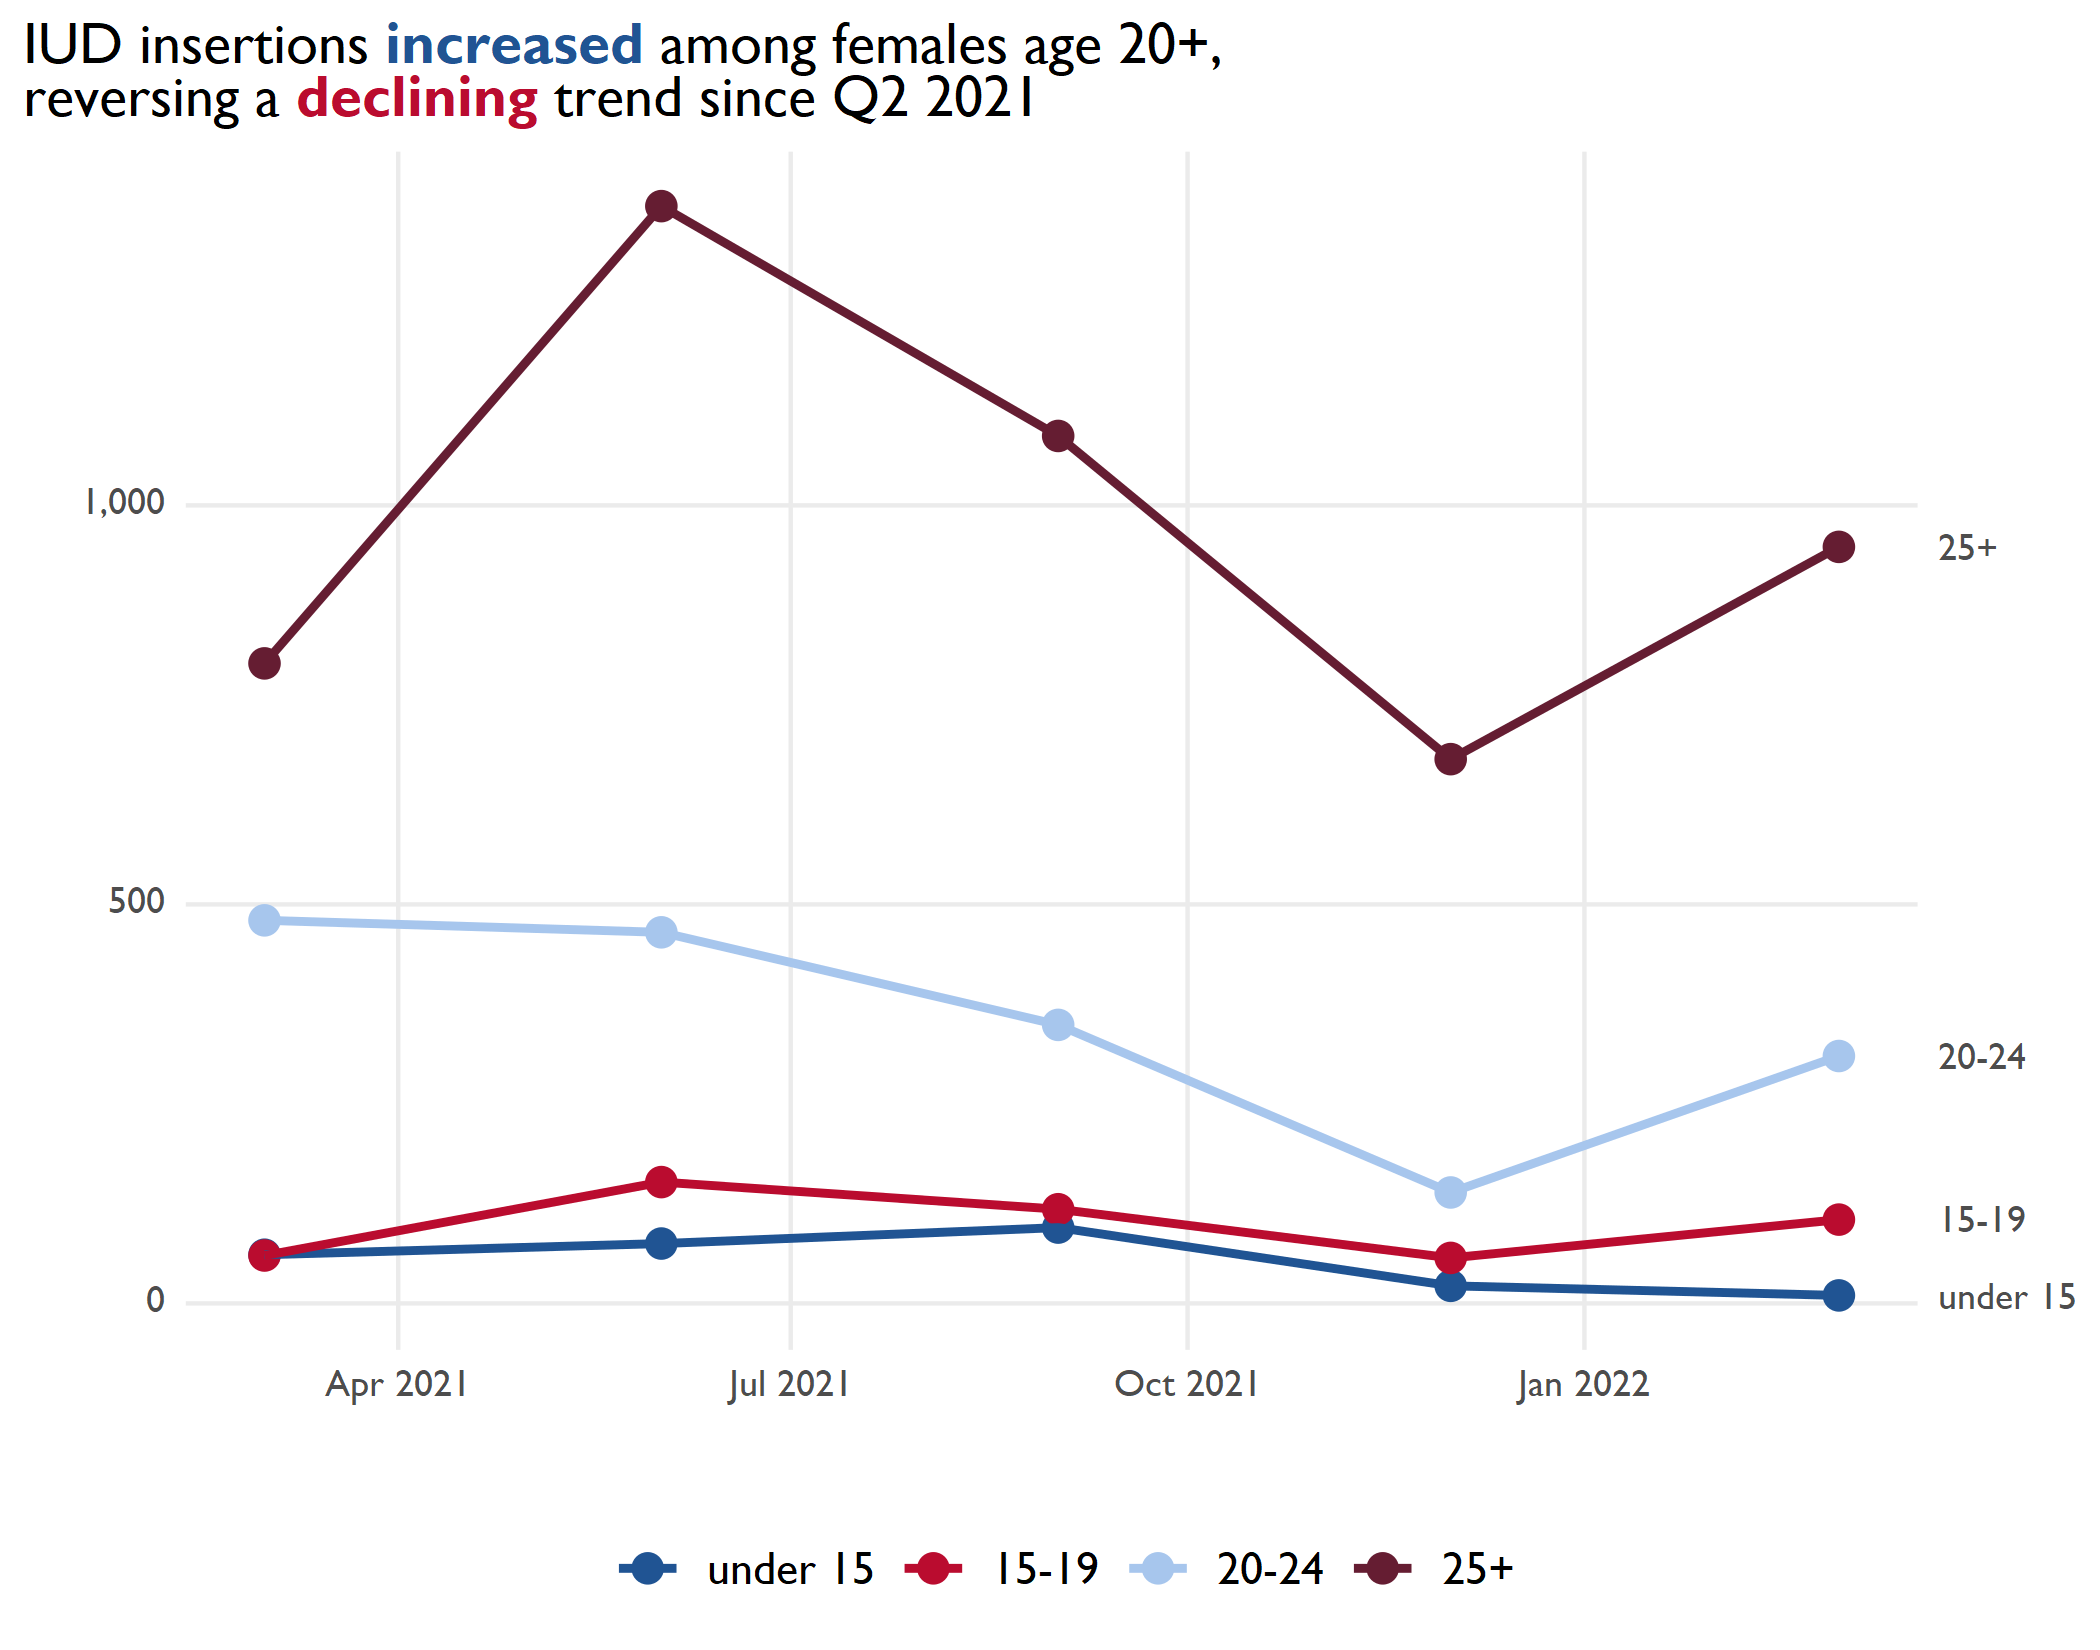 IUD insertions increased among females age 20+,
reversing a declining trend since Q2 2021
1,000
25+
500
20-24
15-19
0
under 15
Apr 2021
Jul 2021
Oct 2021
Jan 2022
under 15
15-19
20-24
25+